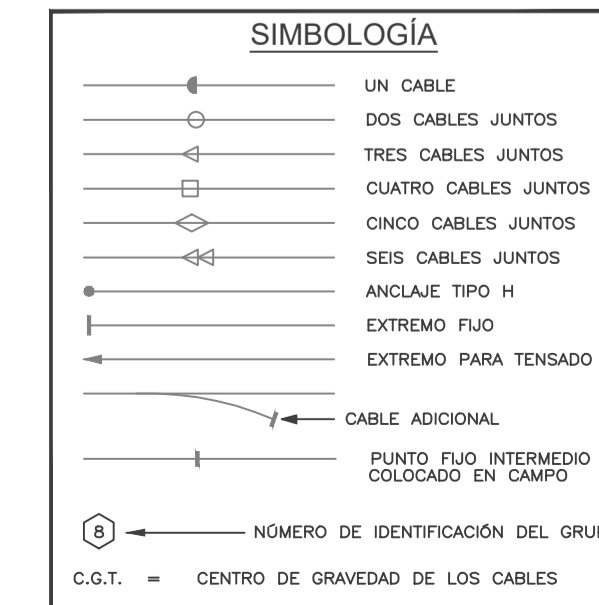 SIMBOLOGÍA
UN CABLE
DOS CABLES JUNTOS
TRES CABLES JUNTOS
CUATRO CABLES JUNTOS
CINCO CABLES JUNTOS
SEIS CABLES JUNTOS
ANCLAJE TIPO H
EXTREMO FIJO
EXTREMO PARA TENSADO
CABLE ADICIONAL
PUNTO FIJO INTERMEDIO
COLOCADO EN CAMPO
8 NÚMERO DE IDENTIFICACIÓN DEL
C.G.T. = CENTRO DE GRAVEDAD DE LOS CABLES